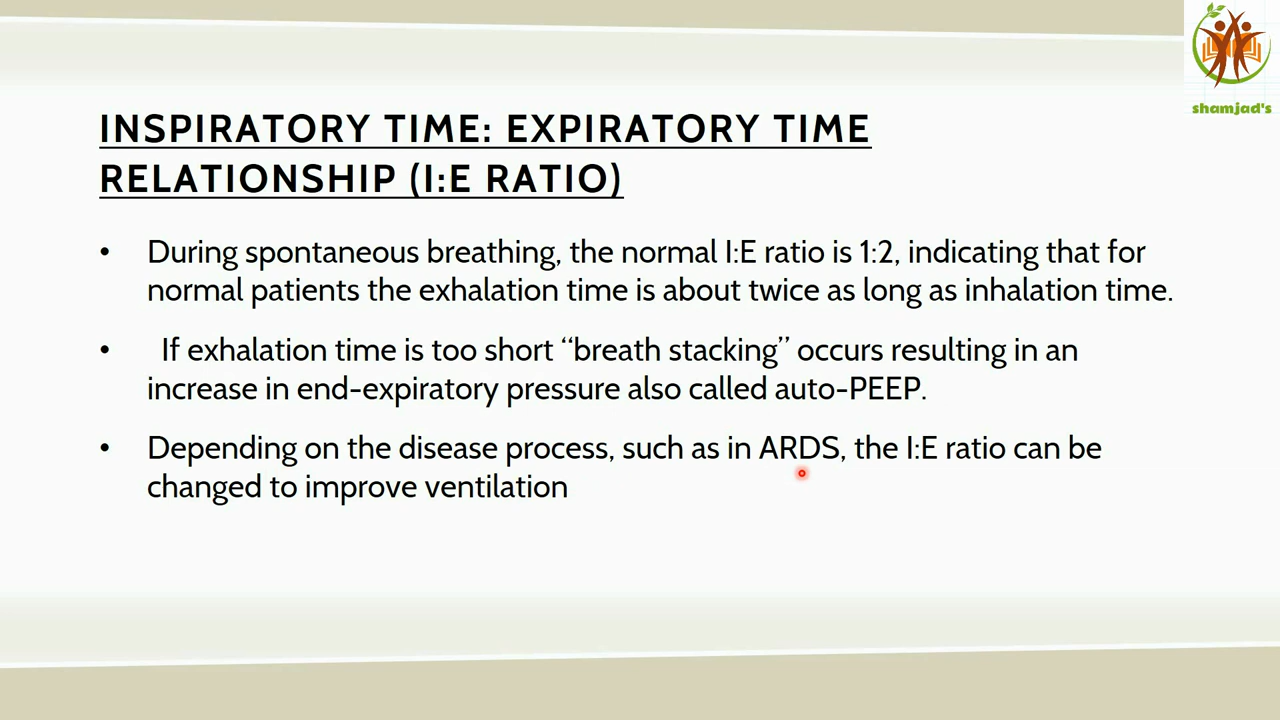 shamjad's
INSPIRATORY TIME: EXPIRATORY TIME
RELATIONSHIP (I:E RATIO)
• During spontaneous breathing, the normal I:E ratio is 1:2, indicating that for
normal patients the exhalation time is about twice as long as inhalation time.
• If exhalation time is too short “breath stacking” occurs resulting in an
increase in end-expiratory pressure also called auto-PEEP.
• Depending on the disease process, such as in ARDS, the I:E ratio can be
changed to improve ventilation